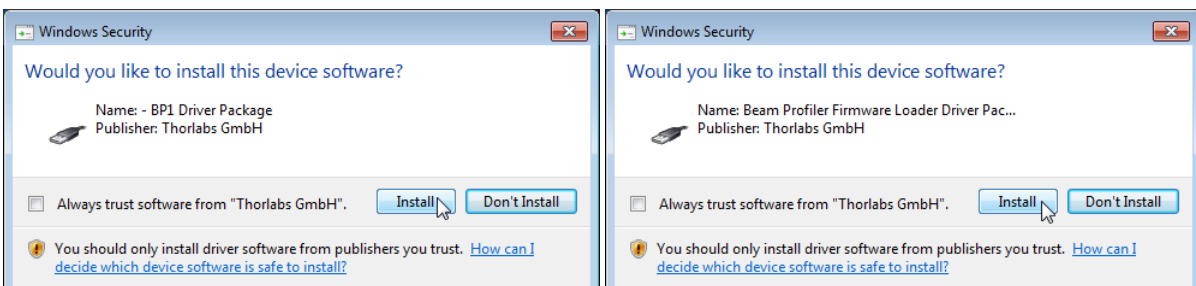 Windows Security
Would you like to install this device software?
Name: - BP1 Driver Package
Publisher: Thorlabs GmbH
Always trust software from "Thorlabs GmbH".
Install
Don't Install
You should only install driver software from publishers you trust. How can I
decide which device software is safe to install?
Windows Security
Would you like to install this device software?
Name: Beam Profiler Firmware Loader Driver Pac...
Publisher: Thorlabs GmbH
Always trust software from "Thorlabs GmbH".
Install
Don't Install
You should only install driver software from publishers you trust. How can I
decide which device software is safe to install?